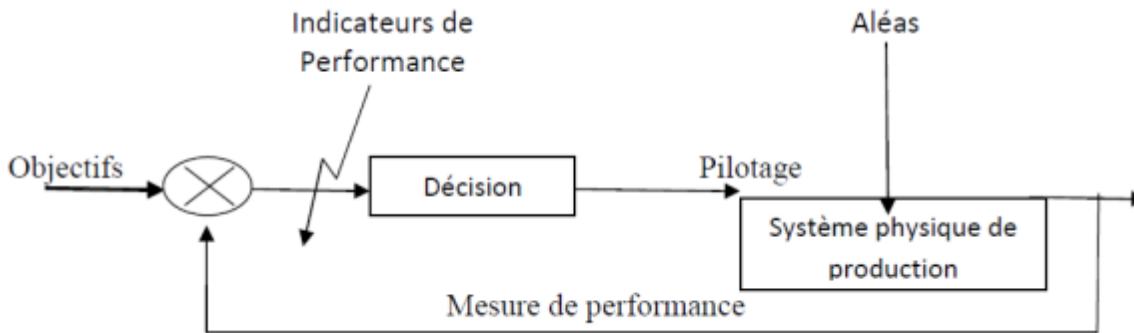 Indicateurs de
Performance
Aléas
Objectifs
Décision
Pilotage
Système physique de
production
Mesure de performance